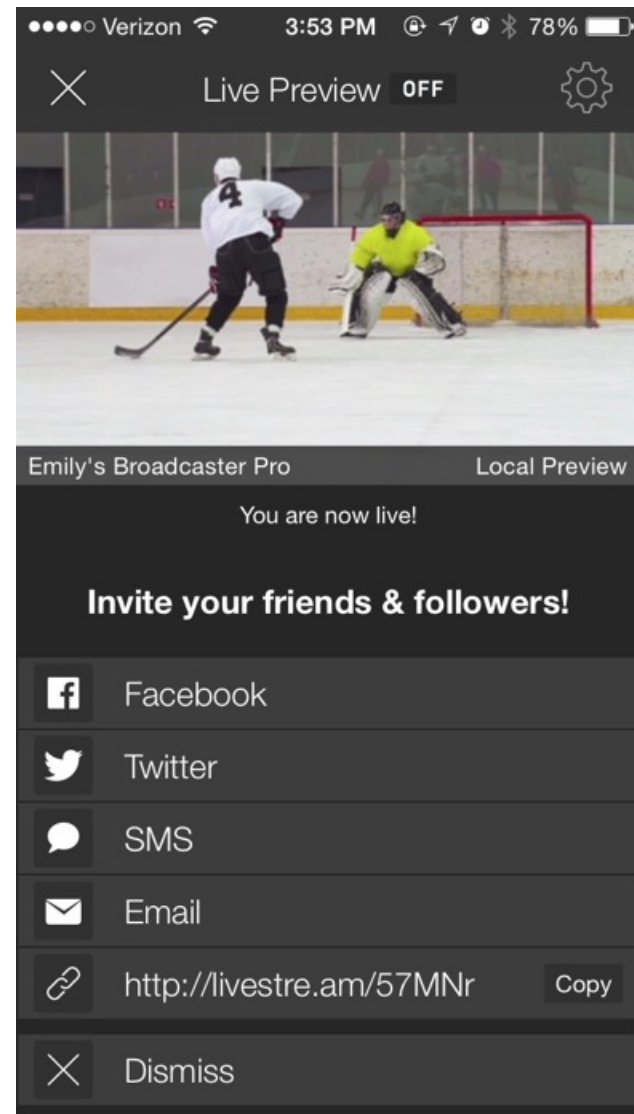 Verizon 3:53 PM 78%
Live Preview OFF
4
Emily's Broadcaster Pro Local Preview
You are now live!
Invite your friends & followers!
Facebook
Twitter
SMS
Email
http://livestre.am/57MNr Copy
Dismiss